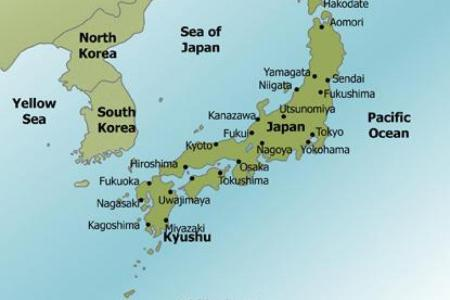 Hakodate
Aomori
Sea of
Japan
North
Korea
Yamagata
Sendai
Niigata
Fukushima
Yellow
Sea
South
Korea
Utsunomiya
Kanazawa
Pacific
Ocean
Japan
Fukui
Tokyo
Kyoto
Nagoya
Yokohama
Hiroshima
Osaka
Fukuoka
Tokushima
Nagasaki
Uwajimaya
Kagoshima
Miyazaki
Kyushu